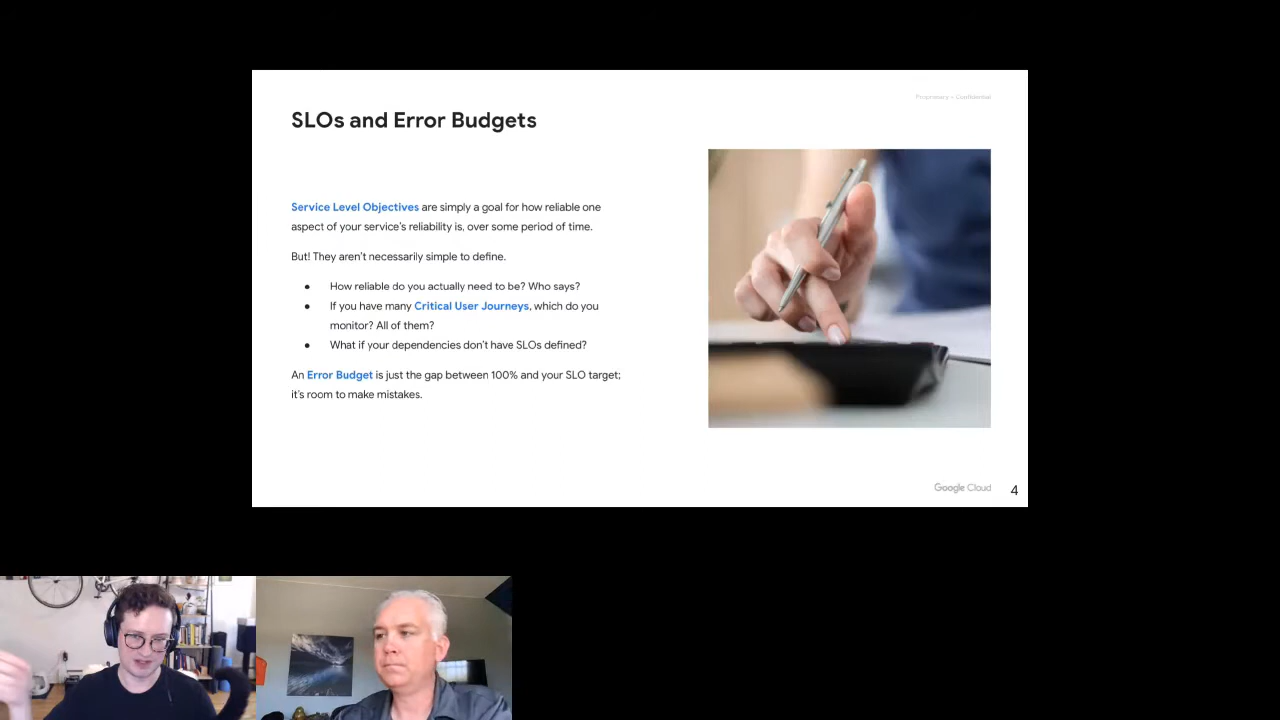 Proprietary + Confidential
SLOs and Error Budgets
Service Level Objectives are simply a goal for how reliable one
aspect of your service's reliability is, over some period of time.
But! They aren't necessarily simple to define.
● How reliable do you actually need to be? Who says?
● If you have many Critical User Journeys, which do you
monitor? All of them?
● What if your dependencies don't have SLOs defined?
An Error Budget is just the gap between 100% and your SLO target;
it's room to make mistakes.
Google Cloud
4